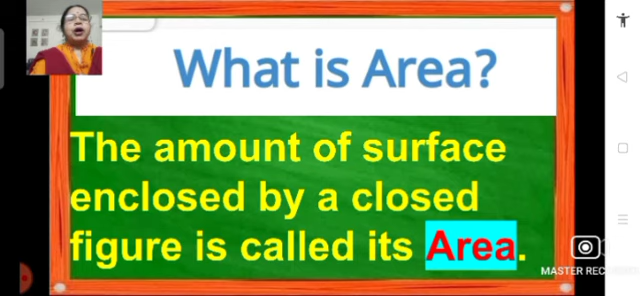 What is Area?
The amount of surface
enclosed by a closed
figure is called its Area.
MASTER REC